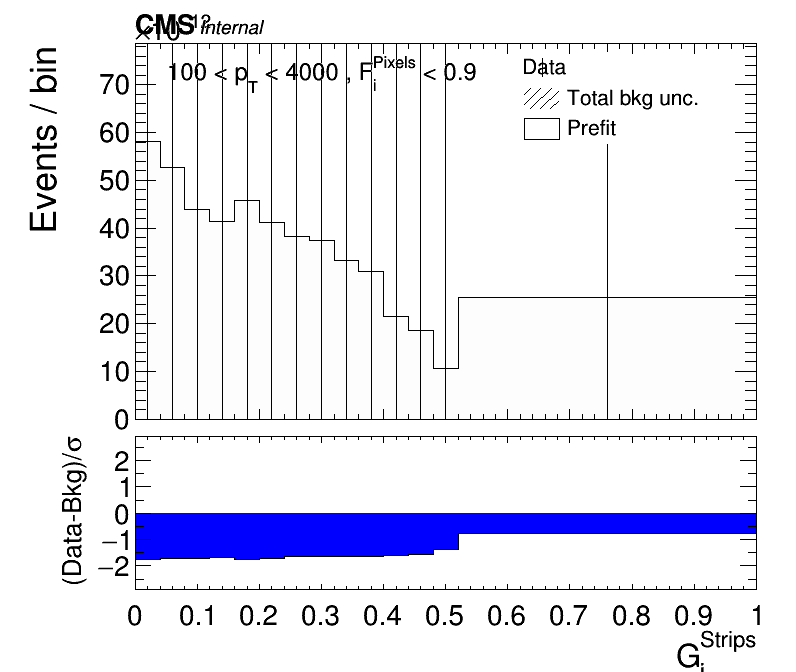 CMS Internal
×10^12
100 < p_T < 4000 , F_i^Pixels < 0.9
Data
Total bkg unc.
Prefit
Events / bin
70
60
50
40
30
20
10
0
(Data-Bkg)/σ
2
1
0
−1
−2
0 0.1 0.2 0.3 0.4 0.5 0.6 0.7 0.8 0.9 1
G_i^Strips